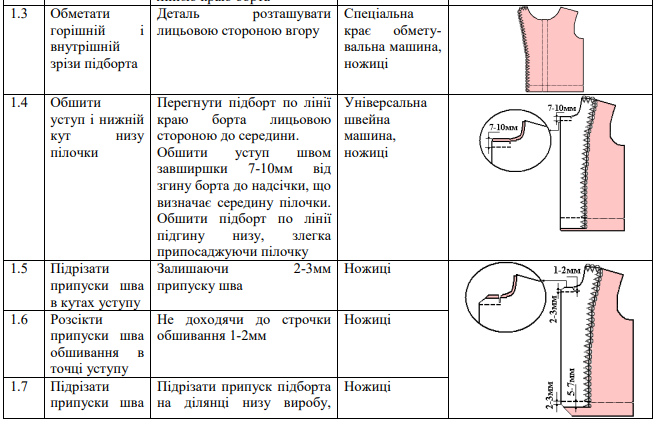 1.3 Обметати Деталь розташувати Спеціальна
горішній і лицьовою стороною вгору крає обмету-
внутрішній вальна машина,
зрізи підборта ножиці
1.4 Обшити Перегнути підборт по лінії Універсальна
уступ і нижній краю борта лицьовою швейна
кут низу стороною до середини. машина,
пілочки Обшити уступ швом ножиці
завширшки 7-10мм від
згину борта до надсічки, що
визначає середину пілочки.
Обшити підборт по лінії
підгину низу, злегка
припосаджуючи пілочку
7-10мм
7-10мм
1.5 Підрізати Залишаючи 2-3мм Ножиці
припуски шва припуску шва
в кутах уступу
1.6 Розсікти Не доходячи до строчки Ножиці
припуски шва обшивання 1-2мм
обшивання в
точці уступу
1.7 Підрізати Підрізати припуск підборта Ножиці
припуски шва на ділянці низу виробу,
1-2мм
2-3мм
5-7мм
2-3мм